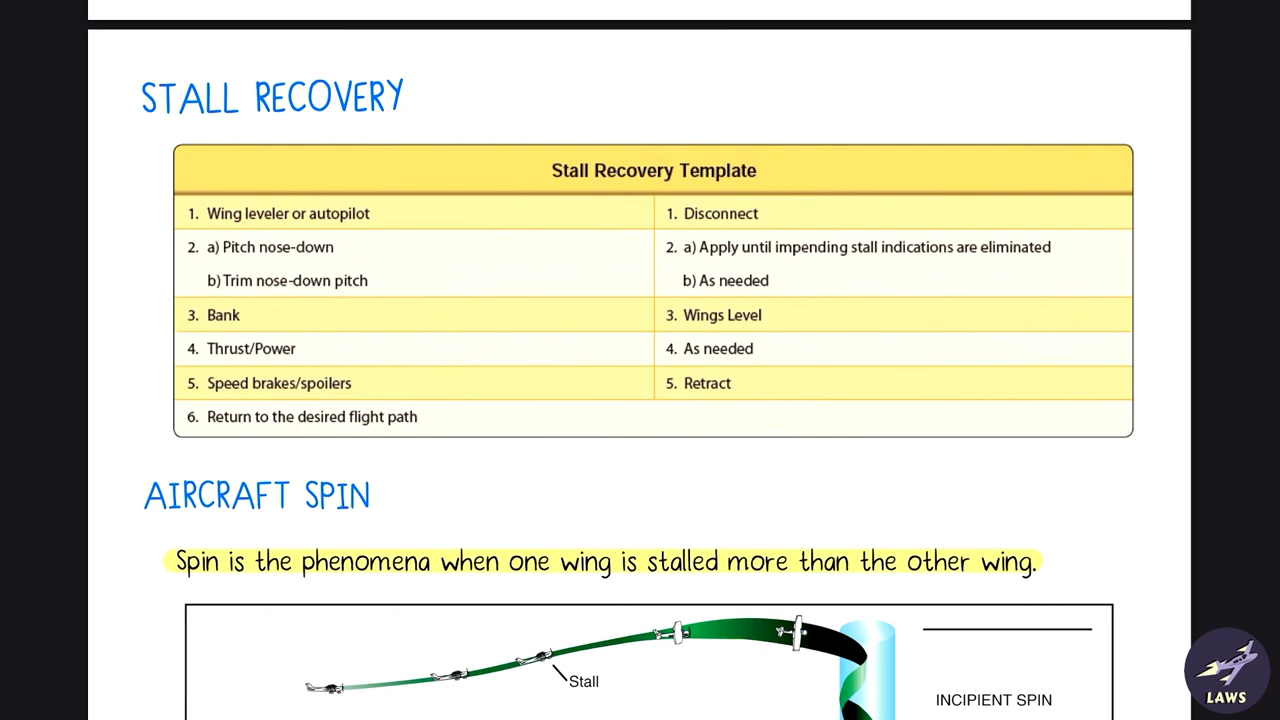 STALL RECOVERY
Stall Recovery Template
1. Wing leveler or autopilot
1. Disconnect
2. a) Pitch nose-down
2. a) Apply until impending stall indications are eliminated
b) Trim nose-down pitch
b) As needed
3. Bank
3. Wings Level
4. Thrust/Power
4. As needed
5. Speed brakes/spoilers
5. Retract
6. Return to the desired flight path
AIRCRAFT SPIN
Spin is the phenomena when one wing is stalled more than the other wing.
Stall
INCIPIENT SPIN
LAWS